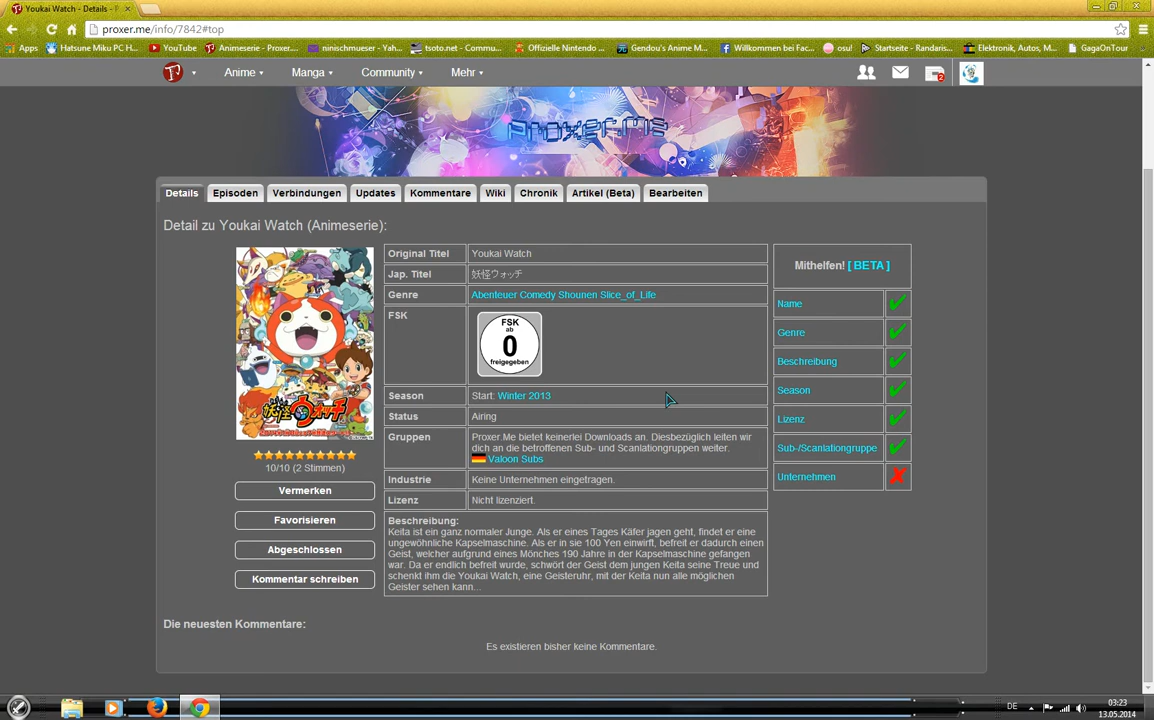 Youkai Watch - Details - P
proxer.me/info/7842#top
Apps
Hatsune Miku PC H...
YouTube
Animeserie - Proxer....
ninischmueser - Yah...
tsoto.net - Commu...
Offizielle Nintendo ...
Gendou's Anime M...
Willkommen bei Fac...
osu!
Startseite - Randaris...
Elektronik, Autos, M...
GagaOnTour
Anime
Manga
Community
Mehr
2
PROXER.ME
Details
Episoden
Verbindungen
Updates
Kommentare
Wiki
Chronik
Artikel (Beta)
Bearbeiten
Detail zu Youkai Watch (Animeserie):
妖怪ウォッチ
10/10 (2 Stimmen)
Vermerken
Favorisieren
Abgeschlossen
Kommentar schreiben
Original Titel Youkai Watch
Jap. Titel 妖怪ウォッチ
Genre Abenteuer Comedy Shounen Slice_of_Life
FSK
FSK
ab
0
freigegeben
Season Start: Winter 2013
Status Airing
Gruppen Proxer.Me bietet keinerlei Downloads an. Diesbezüglich leiten wir
dich an die betroffenen Sub- und Scanlationgruppen weiter.
Valoon Subs
Industrie Keine Unternehmen eingetragen.
Lizenz Nicht lizenziert.
Beschreibung:
Keita ist ein ganz normaler Junge. Als er eines Tages Käfer jagen geht, findet er eine
ungewöhnliche Kapselmaschine. Als er in sie 100 Yen einwirft, befreit er dadurch einen
Geist, welcher aufgrund eines Mönches 190 Jahre in der Kapselmaschine gefangen
war. Da er endlich befreit wurde, schwört der Geist dem jungen Keita seine Treue und
schenkt ihm die Youkai Watch, eine Geisteruhr, mit der Keita nun alle möglichen
Geister sehen kann...
Mithelfen! [ BETA ]
Name
Genre
Beschreibung
Season
Lizenz
Sub-/Scanlationgruppe
Unternehmen
Die neuesten Kommentare:
Es existieren bisher keine Kommentare.
DE
03:23
13.05.2014